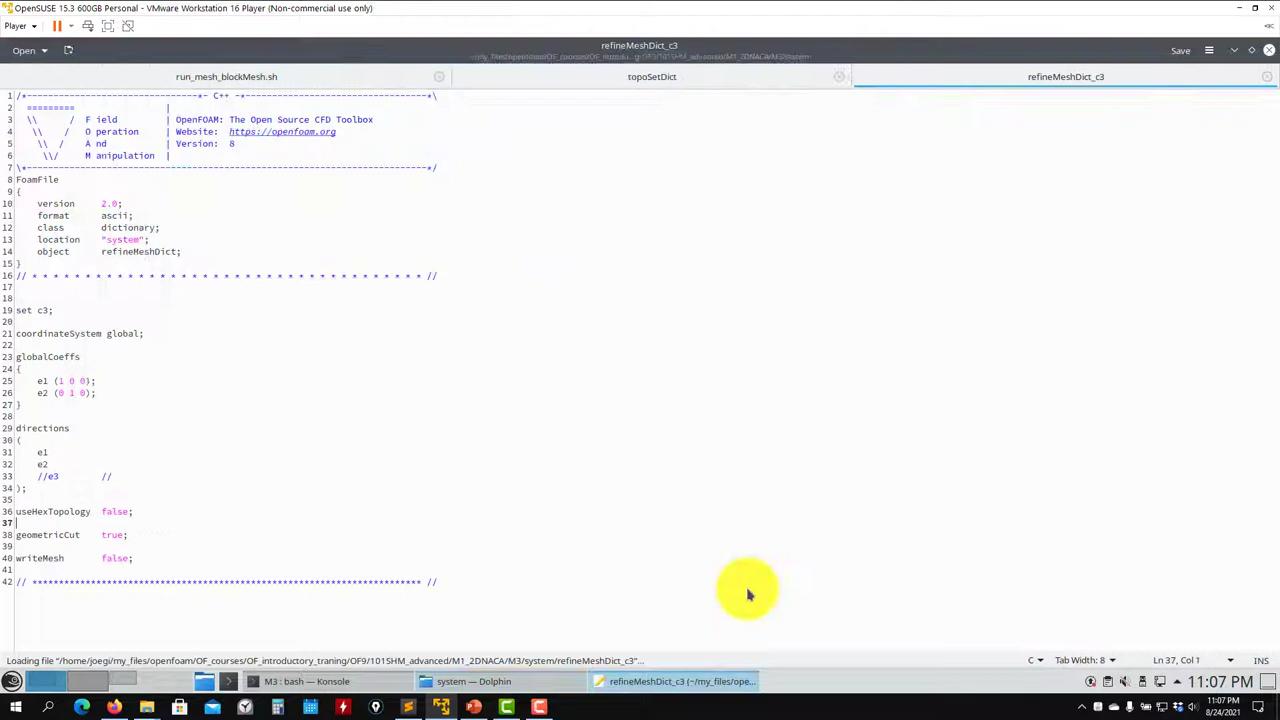 OpenSUSE 15.3 600GB Personal - VMware Workstation 16 Player (Non-commercial use only)
Player
Open
refineMeshDict_c3
Save
run_mesh_blockMesh.sh
topoSetDict
refineMeshDict_c3
1 /*--------------------------------*- C++ -*----------------------------------*\
2 ========= |
3 \\ / F ield | OpenFOAM: The Open Source CFD Toolbox
4 \\ / O peration | Website: https://openfoam.org
5 \\ / A nd | Version: 8
6 \\/ M anipulation |
7 \*---------------------------------------------------------------------------*/
8 FoamFile
9 {
10 version 2.0;
11 format ascii;
12 class dictionary;
13 location "system";
14 object refineMeshDict;
15 }
16 // * * * * * * * * * * * * * * * * * * * * * * * * * * * * * * * * * * * * * //
17
18
19 set c3;
20
21 coordinateSystem global;
22
23 globalCoeffs
24 {
25 e1 (1 0 0);
26 e2 (0 1 0);
27 }
28
29 directions
30 (
31 e1
32 e2
33 //e3 //
34 );
35
36 useHexTopology false;
37
38 geometricCut true;
39
40 writeMesh false;
41
42 // ************************************************************************* //
Loading file "/home/joegi/my_files/openfoam/OF_courses/OF_introductory_traning/OF9/101SHM_advanced/M1_2DNACA/M3/system/refineMeshDict_c3"...
C
Tab Width: 8
Ln 37, Col 1
INS
M3 : bash — Konsole
system — Dolphin
refineMeshDict_c3 (~/my_files/ope...
11:07 PM
11:07 PM
8/24/2021